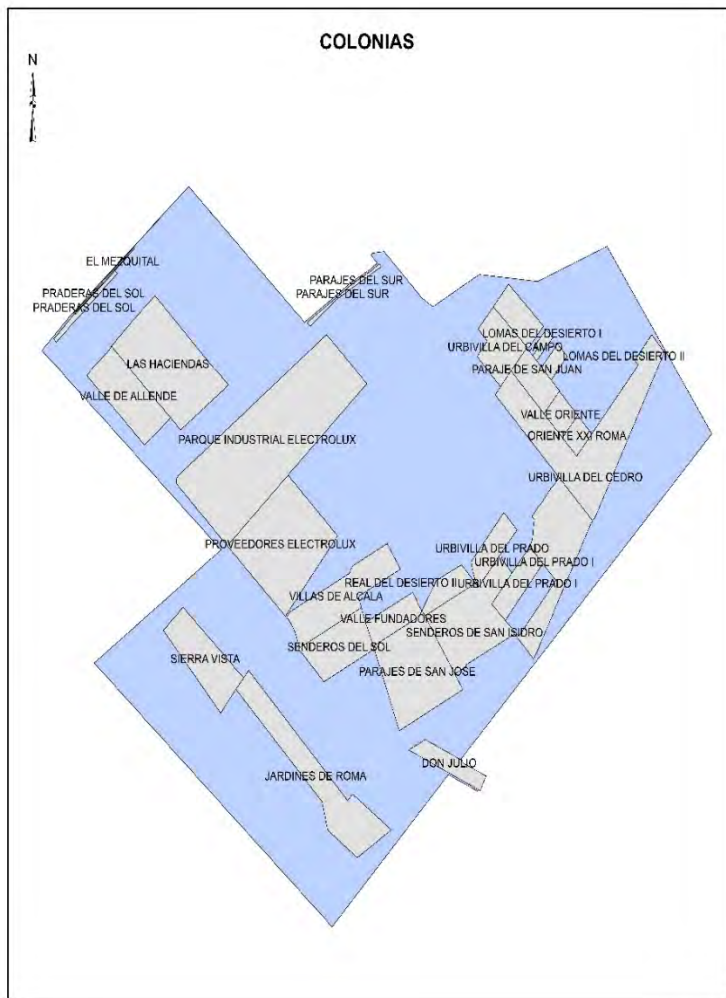 COLONIAS
N
EL MEZQUITAL
PRADERAS DEL SOL
PRADERAS DEL SOL
PARAJES DEL SUR
PARAJES DEL SUR
LOMAS DEL DESIERTO I
URBIVILLA DEL CAMPO
LOMAS DEL DESIERTO II
LAS HACIENDAS
PARAJE DE SAN JUAN
VALLE DE ALLENDE
VALLE ORIENTE
ORIENTE XXI ROMA
PARQUE INDUSTRIAL ELECTROLUX
URBIVILLA DEL CEDRO
PROVEEDORES ELECTROLUX
URBIVILLA DEL PRADO
URBIVILLA DEL PRADO I
REAL DEL DESIERTO II
URBIVILLA DEL PRADO I
VILLAS DE ALCALA
VALLE FUNDADORES
SENDEROS DE SAN ISIDRO
SENDEROS DEL SOL
SIERRA VISTA
PARAJES DE SAN JOSE
DON JULIO
JARDINES DE ROMA